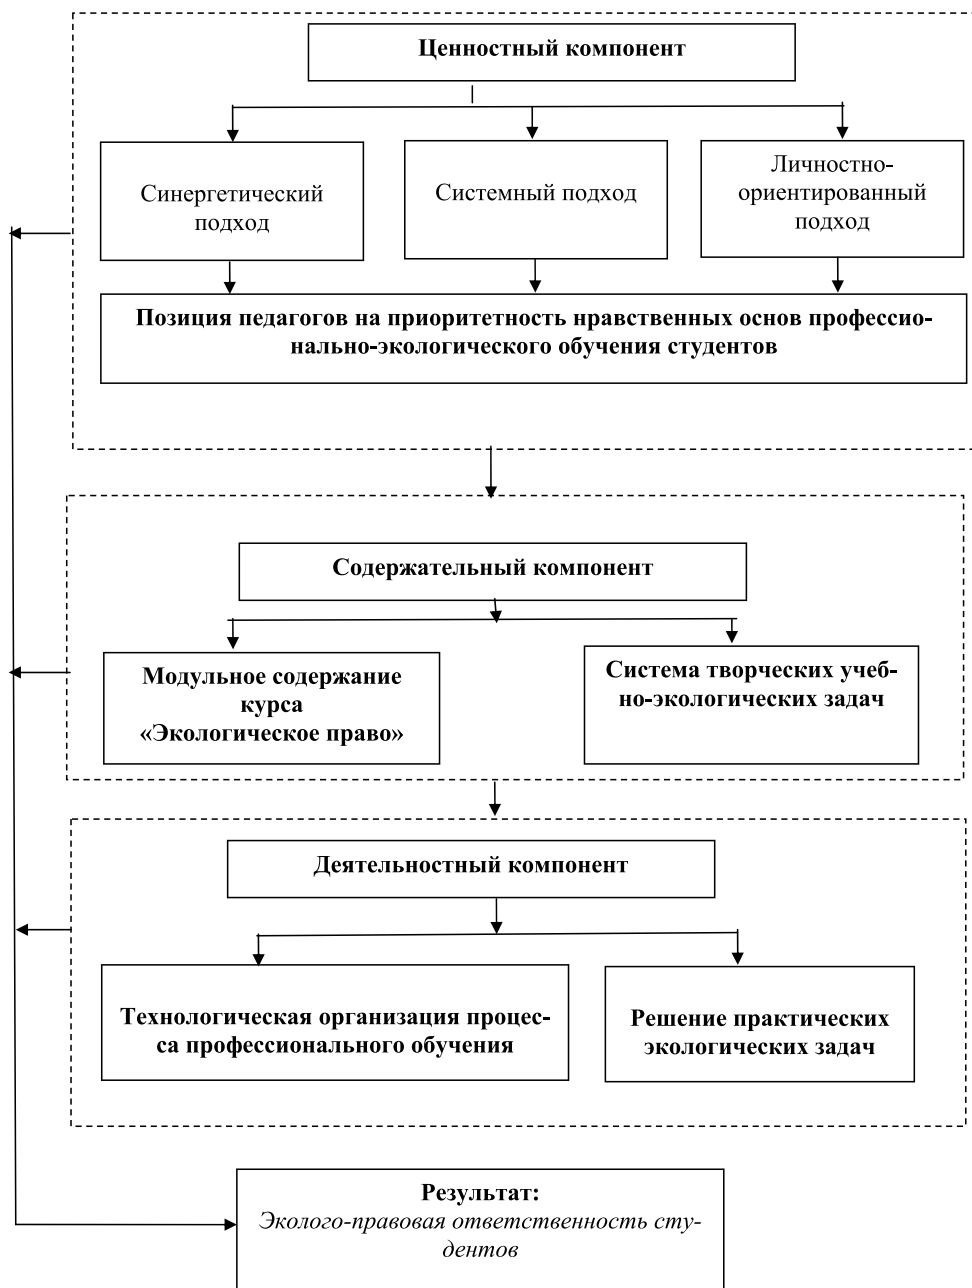 Ценностный компонент
Синергетический
подход
Системный подход
Личностно-
ориентированный
подход
Позиция педагогов на приоритетность нравственных основ профессио-
нально-экологического обучения студентов
Содержательный компонент
Модульное содержание
курса
«Экологическое право»
Система творческих учеб-
но-экологических задач
Деятельностный компонент
Технологическая организация процес-
са профессионального обучения
Решение практических
экологических задач
Результат:
Эколого-правовая ответственность сту-
дентов